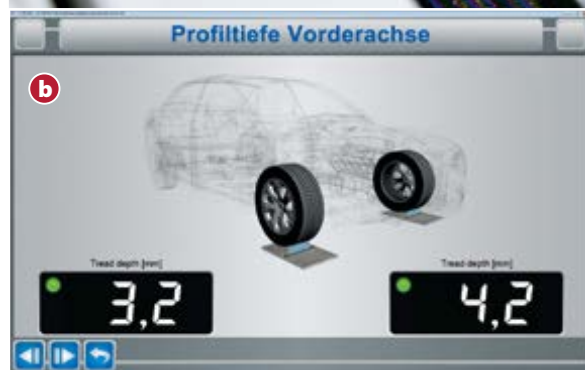 Profiltiefe Vorderachse
b
Tread depth [mm]
3,2
Tread depth [mm]
4,2